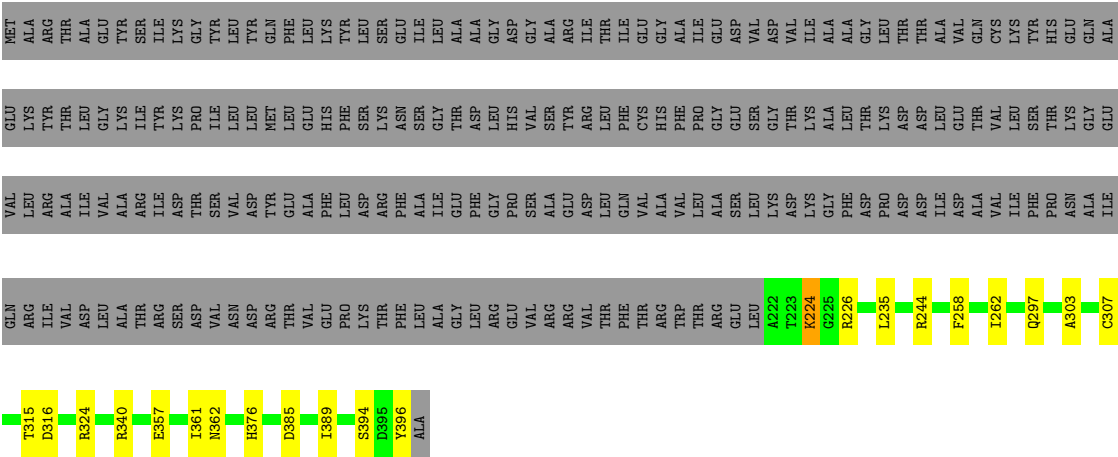 MET ALA ARG THR ALA GLU TYR SER ILE LYS GLY TYR LEU TYR GLN PHE LEU LYS TYR LEU SER GLU ILE LEU ALA ALA GLY ASP GLY ALA ARG ILE THR ILE GLU GLY ALA ILE GLU ASP VAL ASP VAL ILE ALA ALA GLY LEU THR THR ALA VAL GLN CYS LYS TYR HIS GLU GLN ALA
GLU LYS TYR THR LEU GLY LYS ILE TYR LYS PRO ILE LEU LEU MET LEU GLU HIS PHE SER LYS ASN SER GLY THR ASP LEU HIS VAL SER TYR ARG LEU PHE CYS HIS PHE PRO GLY GLU SER GLY THR LYS ALA LEU THR LYS ASP ASP LEU GLU THR VAL LEU SER THR LYS GLY GLU
VAL LEU ARG ALA ILE VAL ALA ARG ILE ASP THR SER VAL ASP TYR GLU ALA PHE LEU ASP ARG PHE ALA ILE GLU PHE GLY PRO SER ALA GLU ASP LEU GLN VAL ALA VAL LEU ALA SER LEU LYS ASP LYS GLY PHE ASP PRO ASP ASP ILE ASP ALA VAL ILE PHE PRO ASN ALA ILE
GLN ARG ILE VAL ASP LEU ALA THR ARG SER ASP VAL ASN ASP ARG THR VAL GLU PRO LYS THR PHE LEU ALA GLY LEU ARG GLU VAL ARG ARG VAL THR PHE THR ARG TRP THR ARG GLU LEU A222 T223 K224 G225 R226 L235 R244 F258 I262 Q297 A303 C307
T315 D316 R324 R340 E357 I361 N362 H376 D385 I389 S394 D395 Y396 ALA